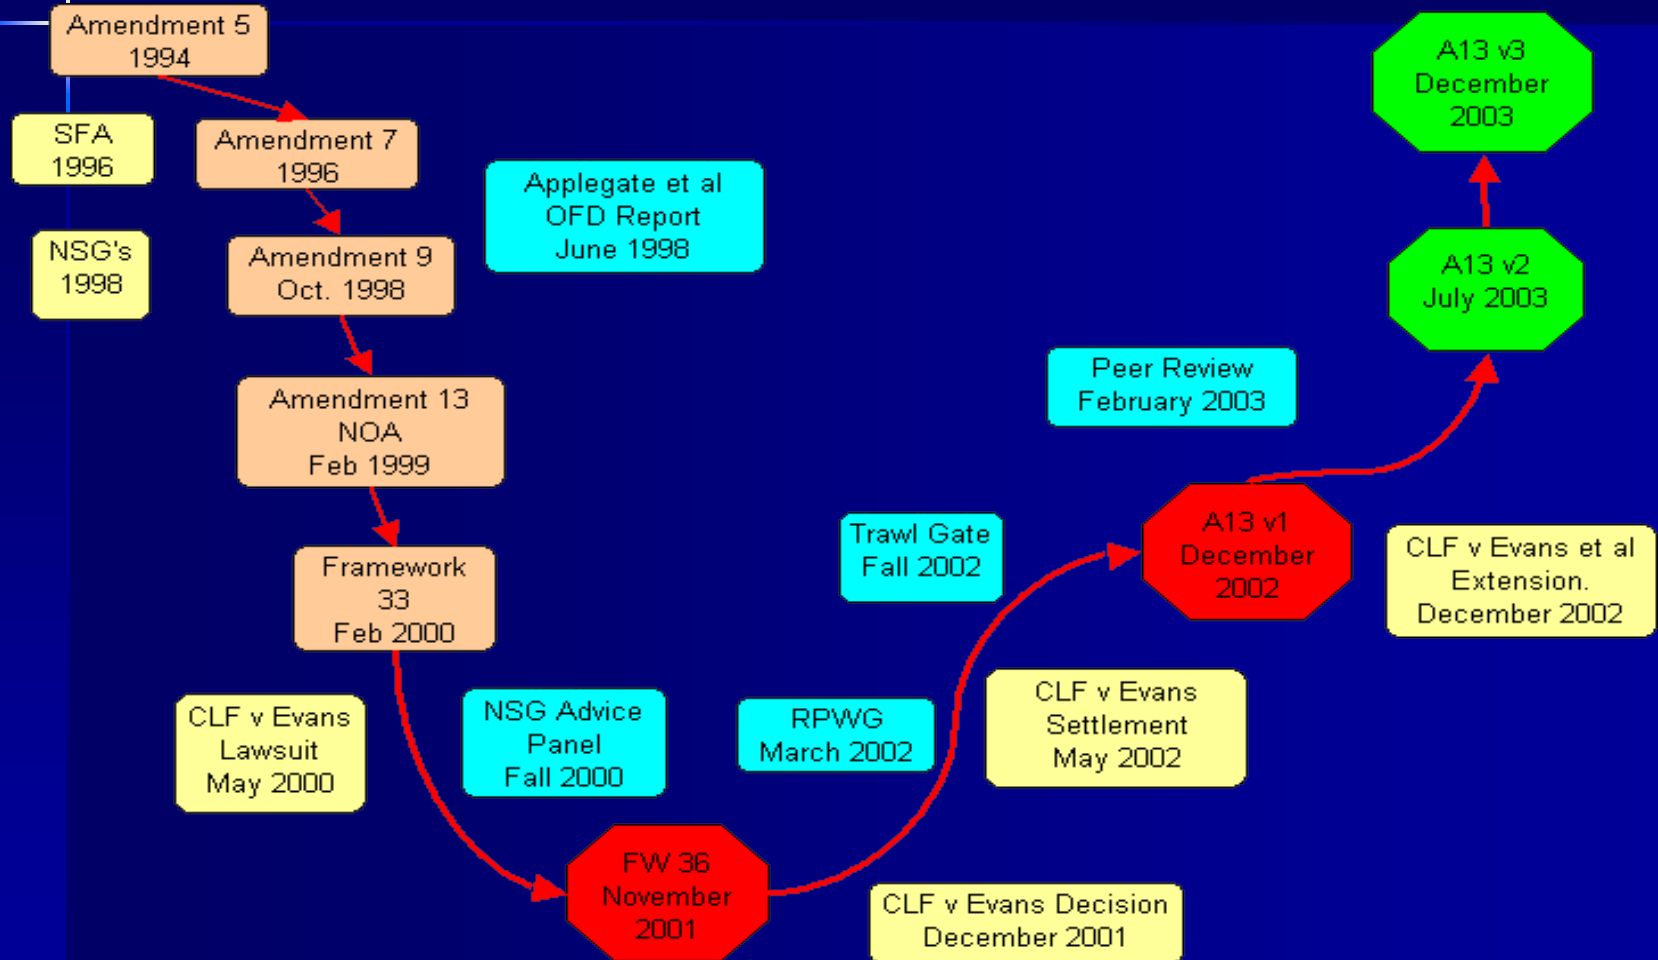 Amendment 5
1994
SFA
1996
Amendment 7
1996
NSG's
1998
Amendment 9
Oct. 1998
Applegate et al
OFD Report
June 1998
Amendment 13
NOA
Feb 1999
Framework
33
Feb 2000
CLF v Evans
Lawsuit
May 2000
NSG Advice
Panel
Fall 2000
FW 36
November
2001
CLF v Evans Decision
December 2001
RPWG
March 2002
CLF v Evans
Settlement
May 2002
Trawl Gate
Fall 2002
A13 v1
December
2002
CLF v Evans et al
Extension.
December 2002
Peer Review
February 2003
A13 v2
July 2003
A13 v3
December
2003